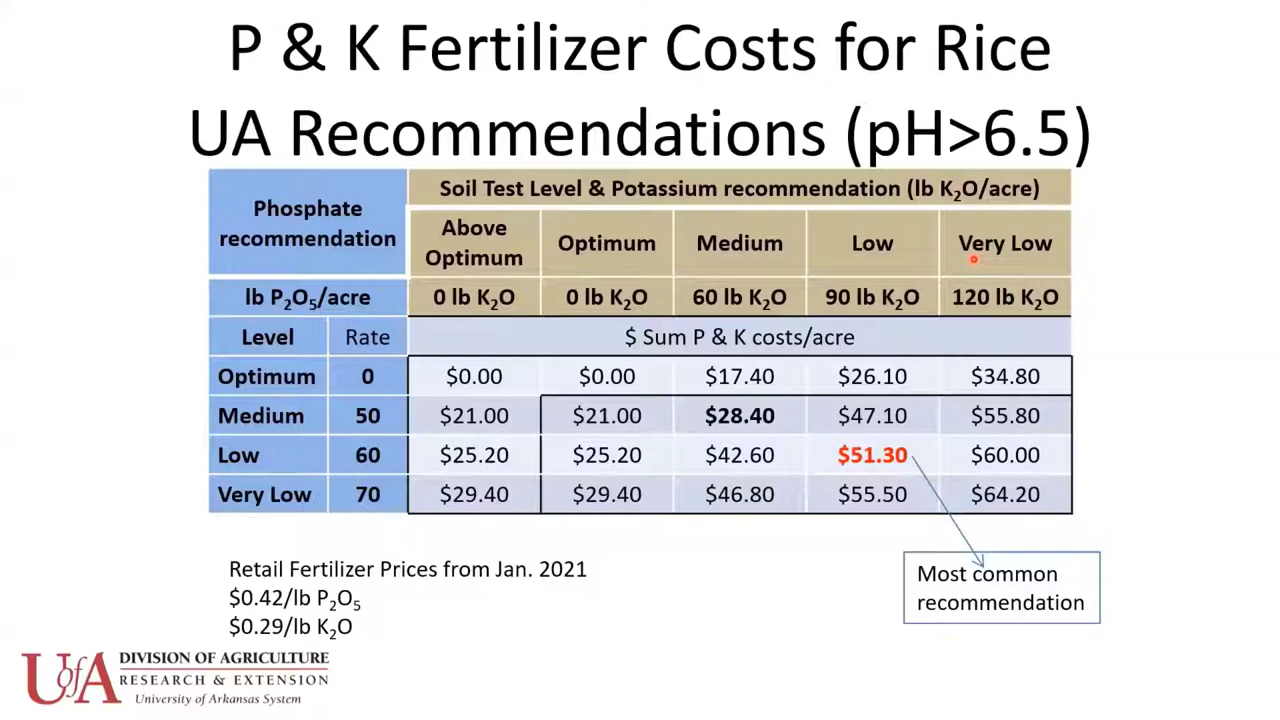 P & K Fertilizer Costs for Rice
UA Recommendations (pH>6.5)
Phosphate recommendation
Soil Test Level & Potassium recommendation (lb K₂O/acre)
Above Optimum Optimum Medium Low Very Low
lb P₂O₅/acre 0 lb K₂O 0 lb K₂O 60 lb K₂O 90 lb K₂O 120 lb K₂O
Level Rate $ Sum P & K costs/acre
Optimum 0 $0.00 $0.00 $17.40 $26.10 $34.80
Medium 50 $21.00 $21.00 $28.40 $47.10 $55.80
Low 60 $25.20 $25.20 $42.60 $51.30 $60.00
Very Low 70 $29.40 $29.40 $46.80 $55.50 $64.20
Most common
recommendation
Retail Fertilizer Prices from Jan. 2021
$0.42/lb P₂O₅
$0.29/lb K₂O
UofA
DIVISION OF AGRICULTURE
RESEARCH & EXTENSION
University of Arkansas System